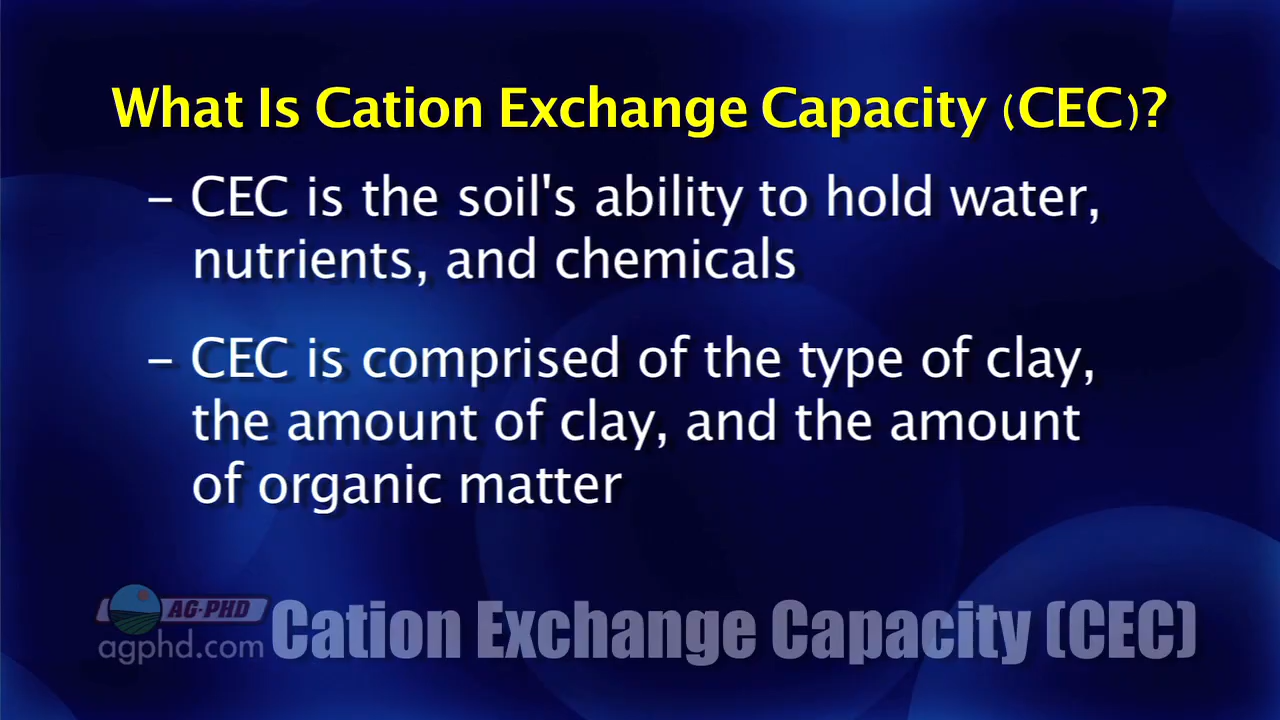 What Is Cation Exchange Capacity (CEC)?
– CEC is the soil's ability to hold water,
nutrients, and chemicals
– CEC is comprised of the type of clay,
the amount of clay, and the amount
of organic matter
AG-PHD
agphd.com
Cation Exchange Capacity (CEC)